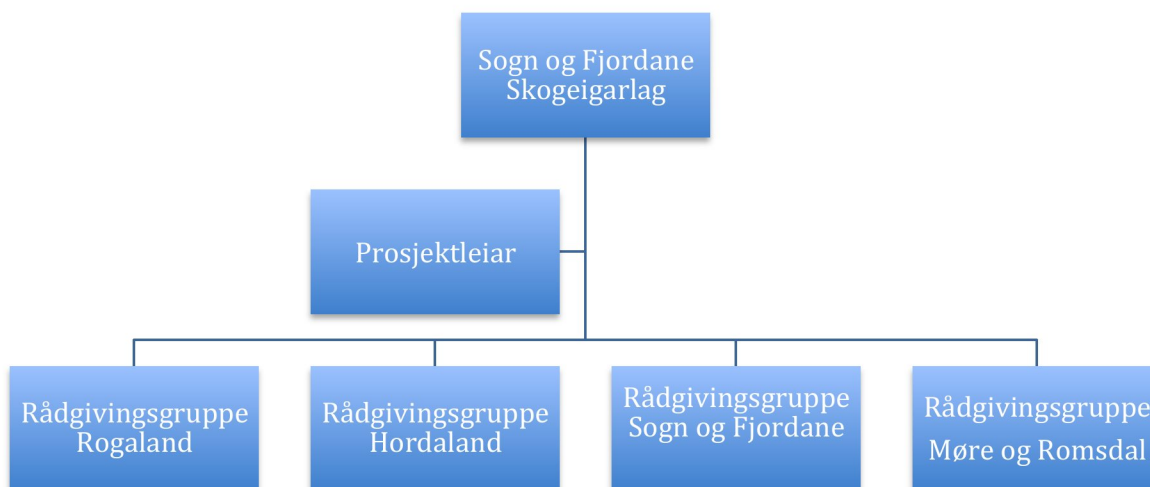 Sogn og Fjordane
Skogeigarlag
Prosjektleiar
Rådgivingsgruppe
Rogaland
Rådgivingsgruppe
Hordaland
Rådgivingsgruppe
Sogn og Fjordane
Rådgivingsgruppe
Møre og Romsdal